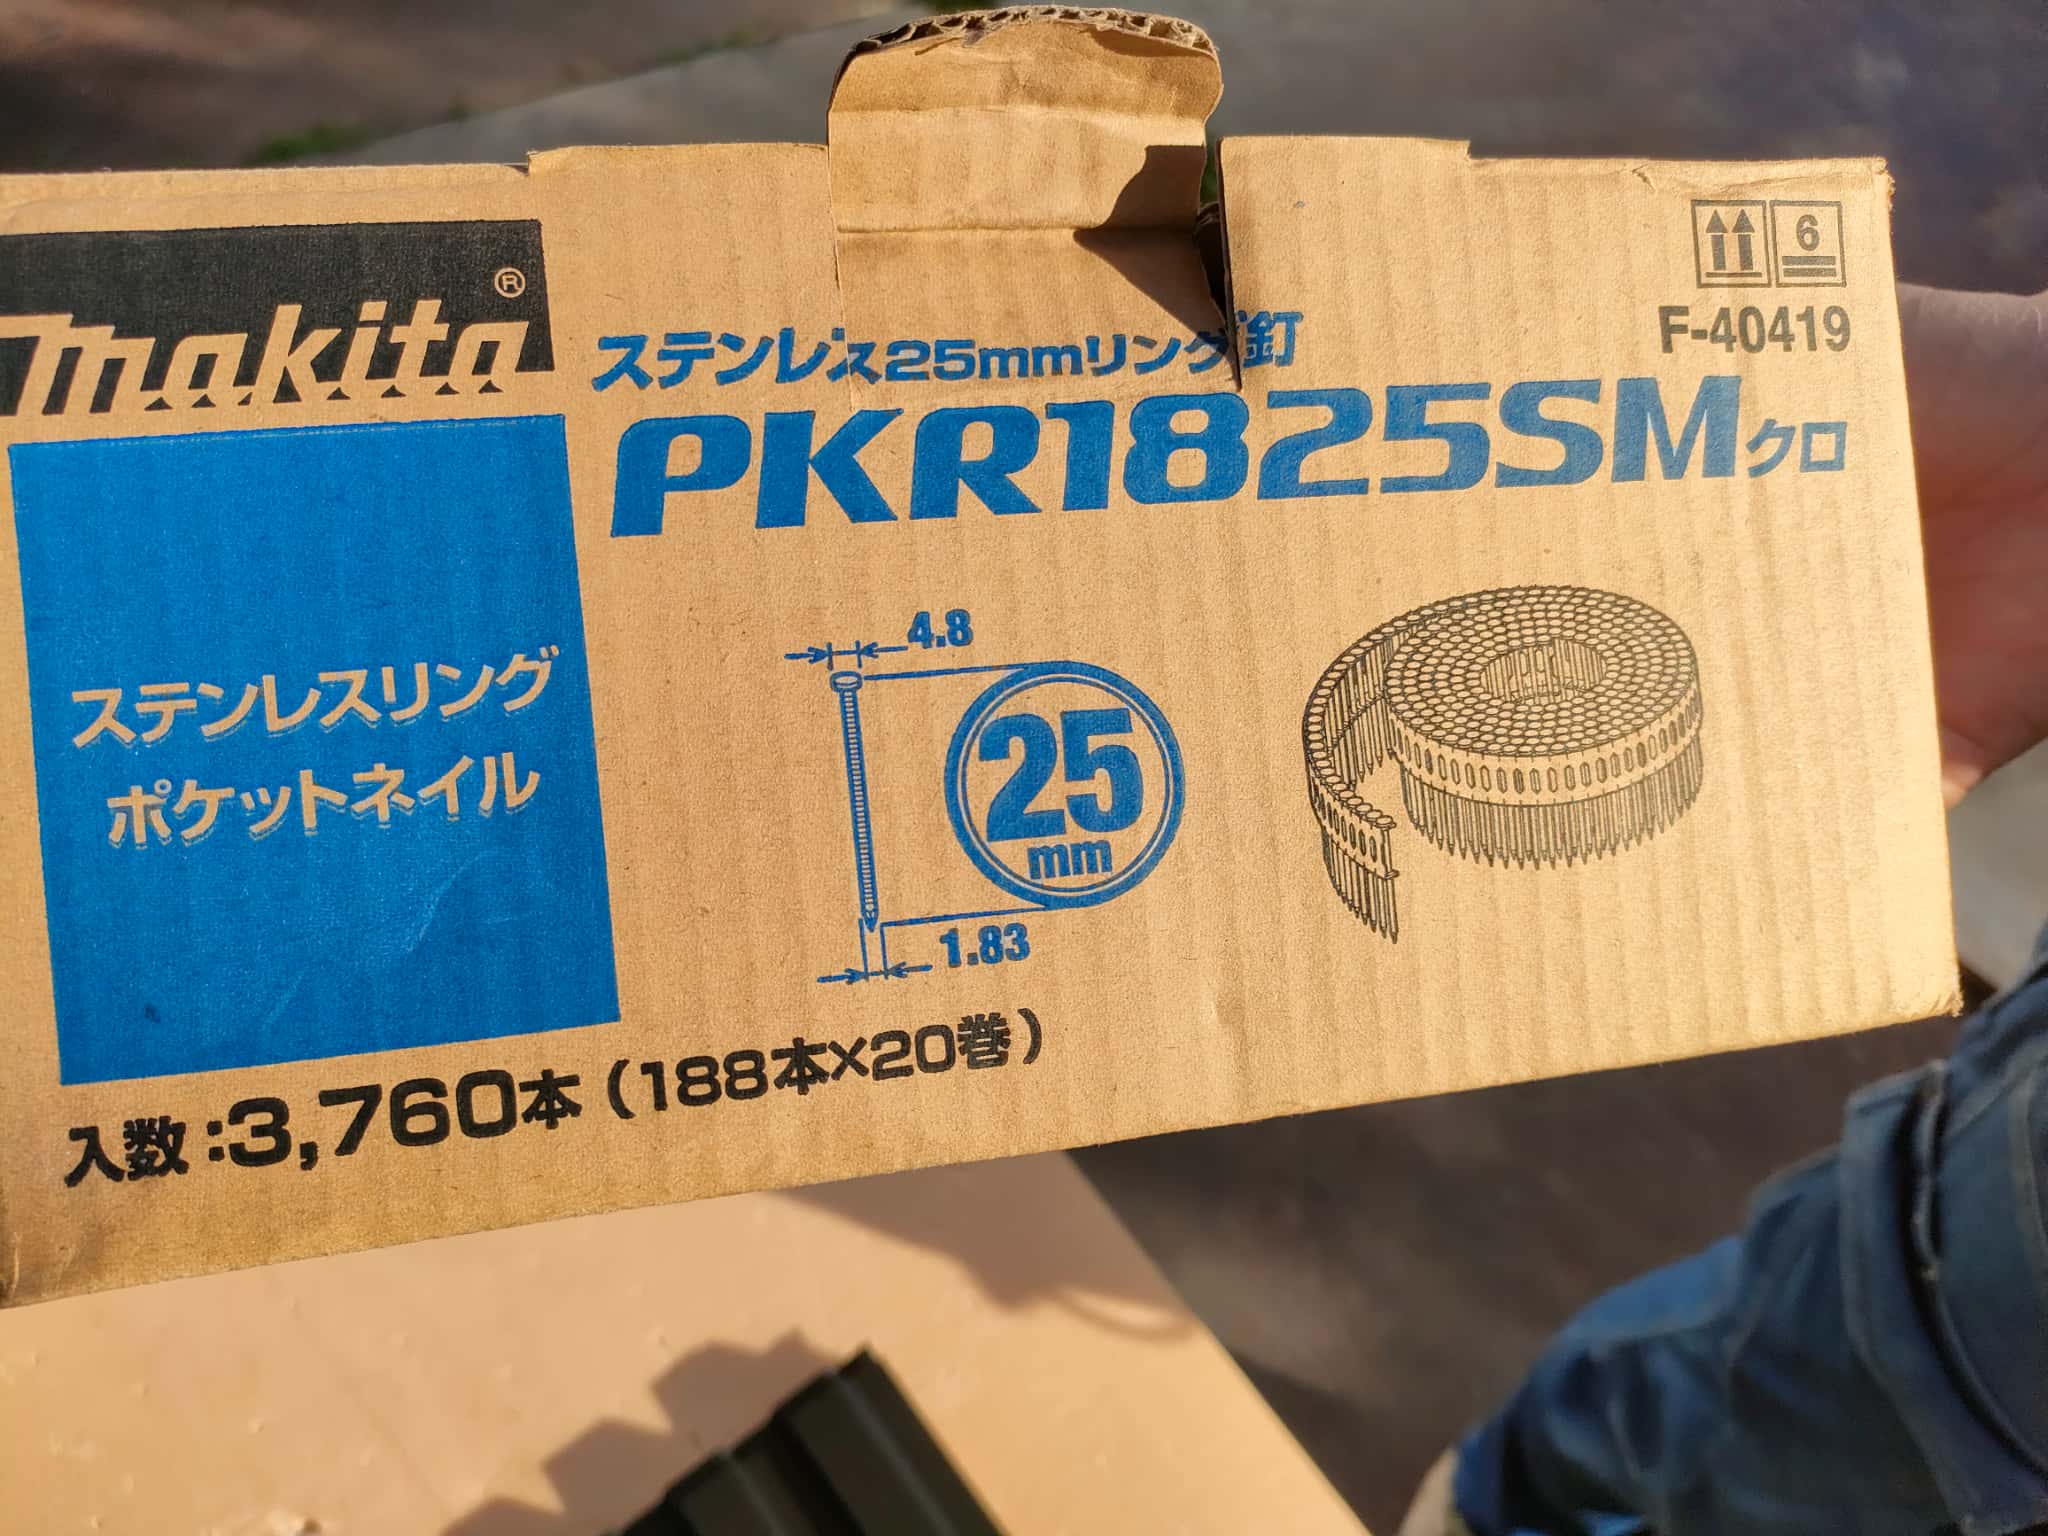 makita®
6
F-40419
ステンレス25mmリング釘
PKR1825SMクロ
ステンレスリング
ポケットネイル
4.8
25
mm
1.83
入数:3,760本(188本×20巻)